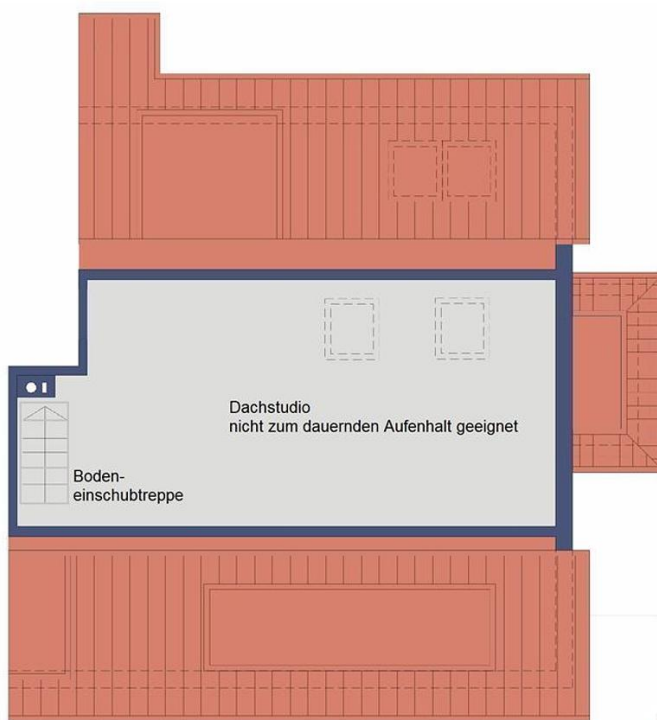 Dachstudio
nicht zum dauernden Aufenhalt geeignet
Boden-
einschubtreppe